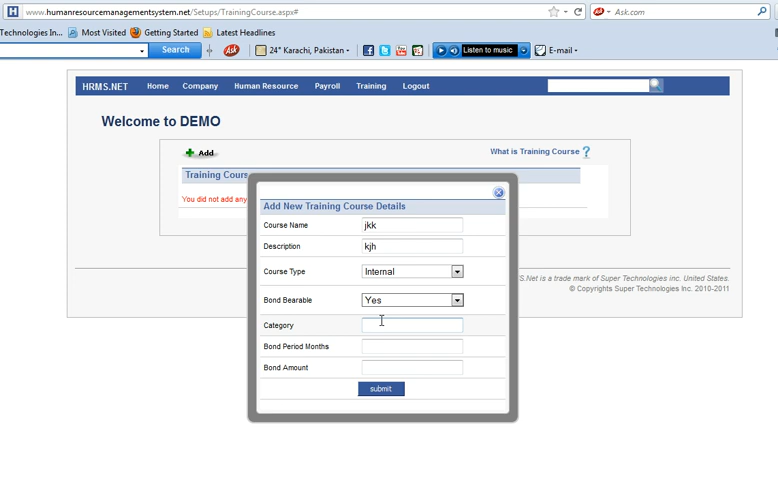 www.humanresourcemanagementsystem.net/Setups/TrainingCourse.aspx#
Ask.com
Technologies In... Most Visited Getting Started Latest Headlines
Search Ask 24° Karachi, Pakistan Listen to music E-mail
HRMS.NET Home Company Human Resource Payroll Training Logout
Welcome to DEMO
Add What is Training Course ?
Training Cours
You did not add any
Add New Training Course Details
Course Name jkk
Description kjh
Course Type Internal
Bond Bearable Yes
Category
Bond Period Months
Bond Amount
submit
S.Net is a trade mark of Super Technologies inc. United States.
© Copyrights Super Technologies Inc. 2010-2011